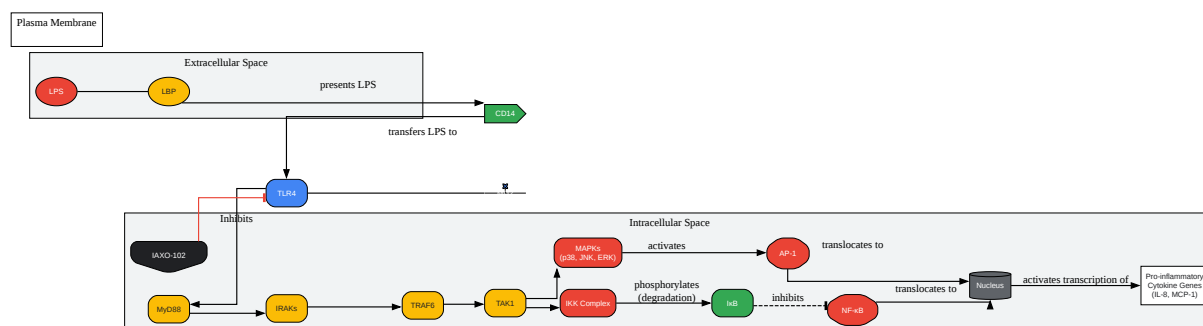 Plasma Membrane
Extracellular Space
LPS
LBP
presents LPS
CD14
transfers LPS to
TLR4
Inhibits
Intracellular Space
IAXO-102
MAPKs
(p38, JNK, ERK)
activates
AP-1
translocates to
MyD88
IRAKs
TRAF6
TAK1
IKK Complex
phosphorylates
(degradation)
IκB
inhibits
NF-κB
translocates to
Nucleus
activates transcription of
Pro-inflammatory
Cytokine Genes
(IL-8, MCP-1)